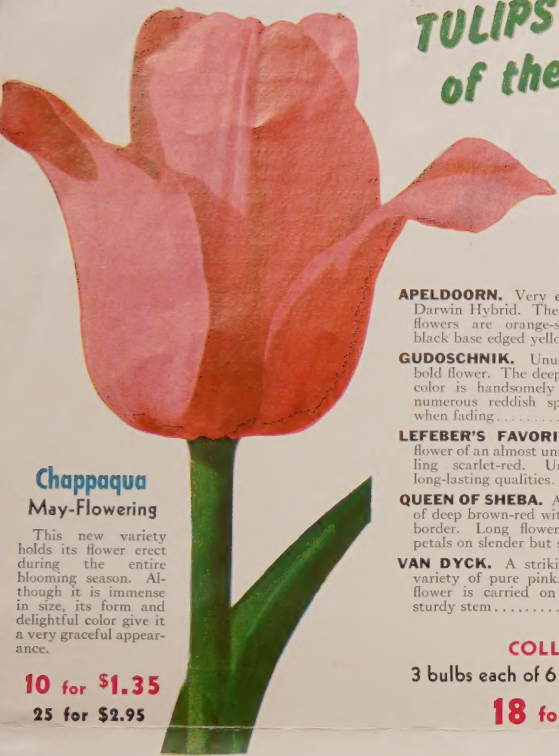 TULIPS
of the
Chappaqua
May-Flowering
This new variety
holds its flower erect
during the entire
blooming season. Al-
though it is immense
in size, its form and
delightful color give it
a very graceful appear-
ance.
10 for $1.35
25 for $2.95
APELDOORN. Very
Darwin Hybrid. The
flowers are orange-s
black base edged yello
GUDOSCHNIK. Unu
bold flower. The deep
color is handsomely
numerous reddish sp
when fading..........
LEFEBER'S FAVORI
flower of an almost un
ling scarlet-red. Un
long-lasting qualities.
QUEEN OF SHEBA. A
of deep brown-red wit
border. Long flower
petals on slender but s
VAN DYCK. A striki
variety of pure pink.
flower is carried on
sturdy stem..........
COLL
3 bulbs each of 6
18 fo